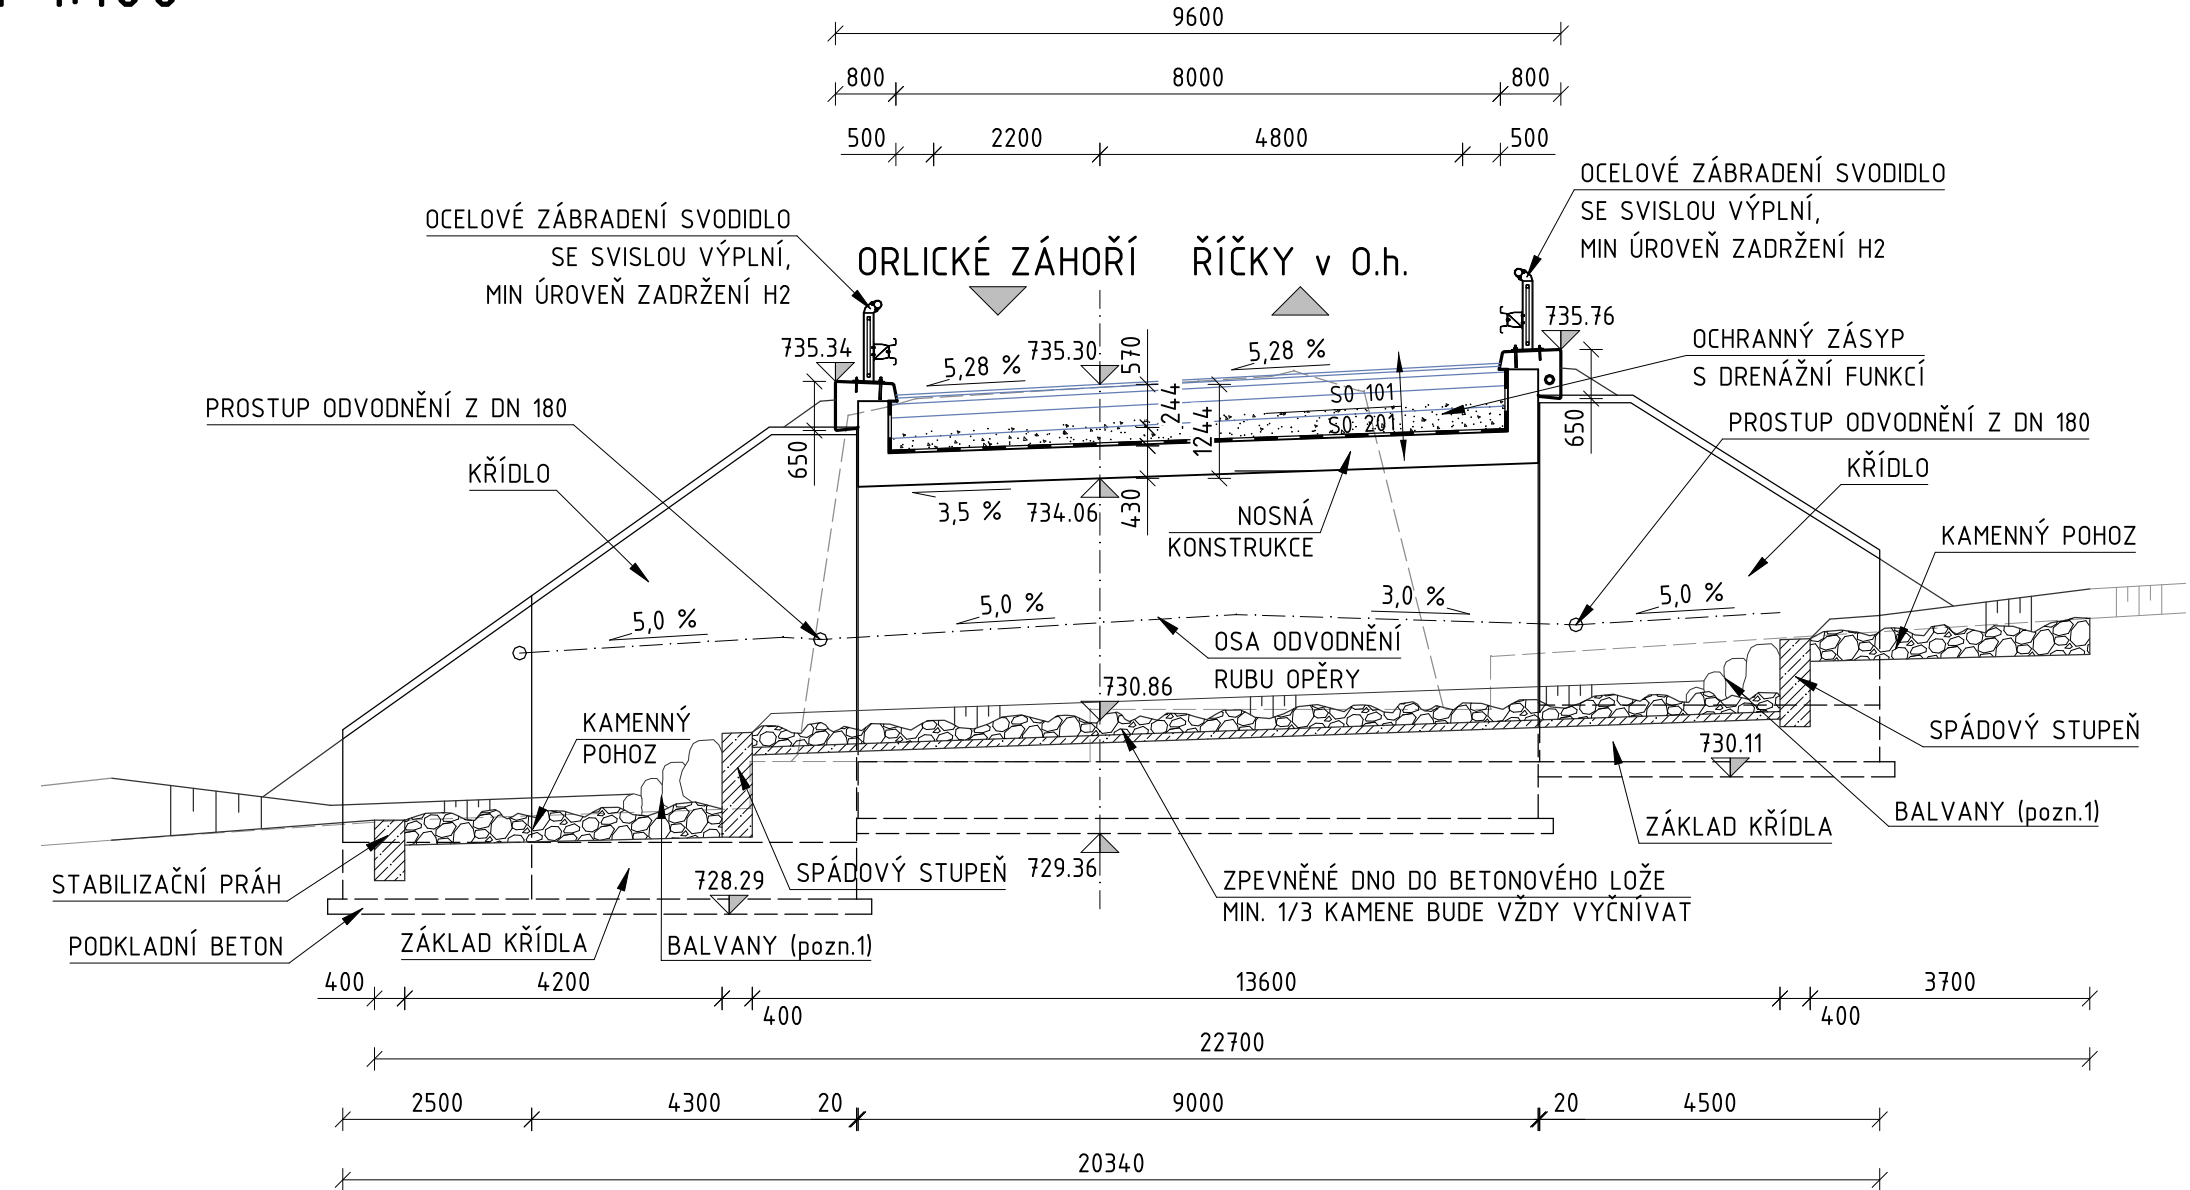 9600
800 8000 800
500 2200 4800 500
OCELOVÉ ZÁBRADENÍ SVODIDLO
SE SVISLOU VÝPLNÍ,
MIN ÚROVEŇ ZADRŽENÍ H2
OCELOVÉ ZÁBRADENÍ SVODIDLO
SE SVISLOU VÝPLNÍ,
MIN ÚROVEŇ ZADRŽENÍ H2
ORLICKÉ ZÁHOŘÍ ŘÍČKY v O.h.
735.34
5,28 %
735.30
570
5,28 %
735.76
OCHRANNÝ ZÁSYP
S DRENÁŽNÍ FUNKCÍ
SO 101
SO 201
244
1244
430
650
650
PROSTUP ODVODNĚNÍ Z DN 180
PROSTUP ODVODNĚNÍ Z DN 180
KŘÍDLO
KŘÍDLO
3,5 %
734.06
NOSNÁ
KONSTRUKCE
KAMENNÝ POHOZ
5,0 %
5,0 %
3,0 %
5,0 %
OSA ODVODNĚNÍ
RUBU OPĚRY
730.86
KAMENNÝ
POHOZ
730.11
SPÁDOVÝ STUPEŇ
BALVANY (pozn.1)
ZÁKLAD KŘÍDLA
STABILIZAČNÍ PRÁH
728.29
SPÁDOVÝ STUPEŇ
729.36
ZPEVNĚNÉ DNO DO BETONOVÉHO LOŽE
MIN. 1/3 KAMENE BUDE VŽDY VYČNÍVAT
PODKLADNÍ BETON
ZÁKLAD KŘÍDLA
BALVANY (pozn.1)
400 4200 400 13600 400 3700
22700
2500 4300 20 9000 20 4500
20340